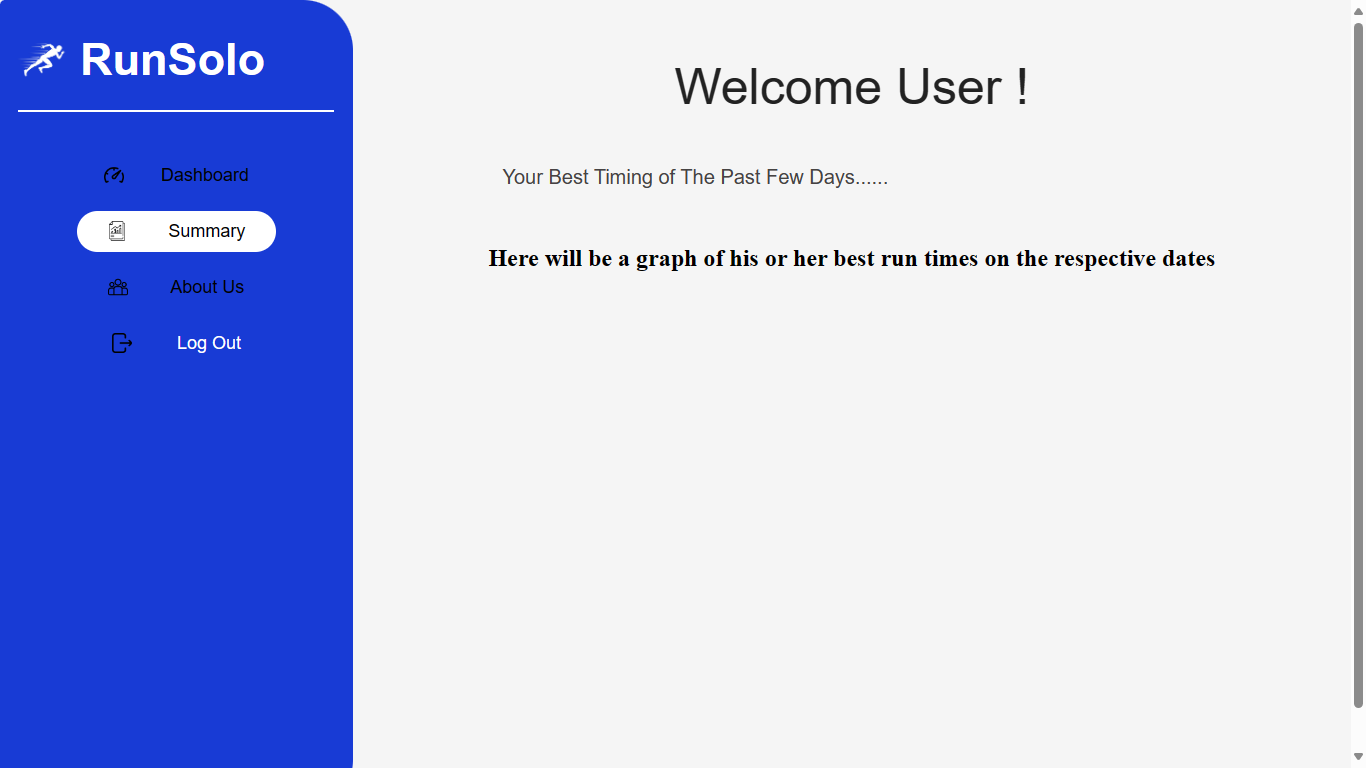 RunSolo
Dashboard
Summary
About Us
Log Out
Welcome User !
Your Best Timing of The Past Few Days......
Here will be a graph of his or her best run times on the respective dates